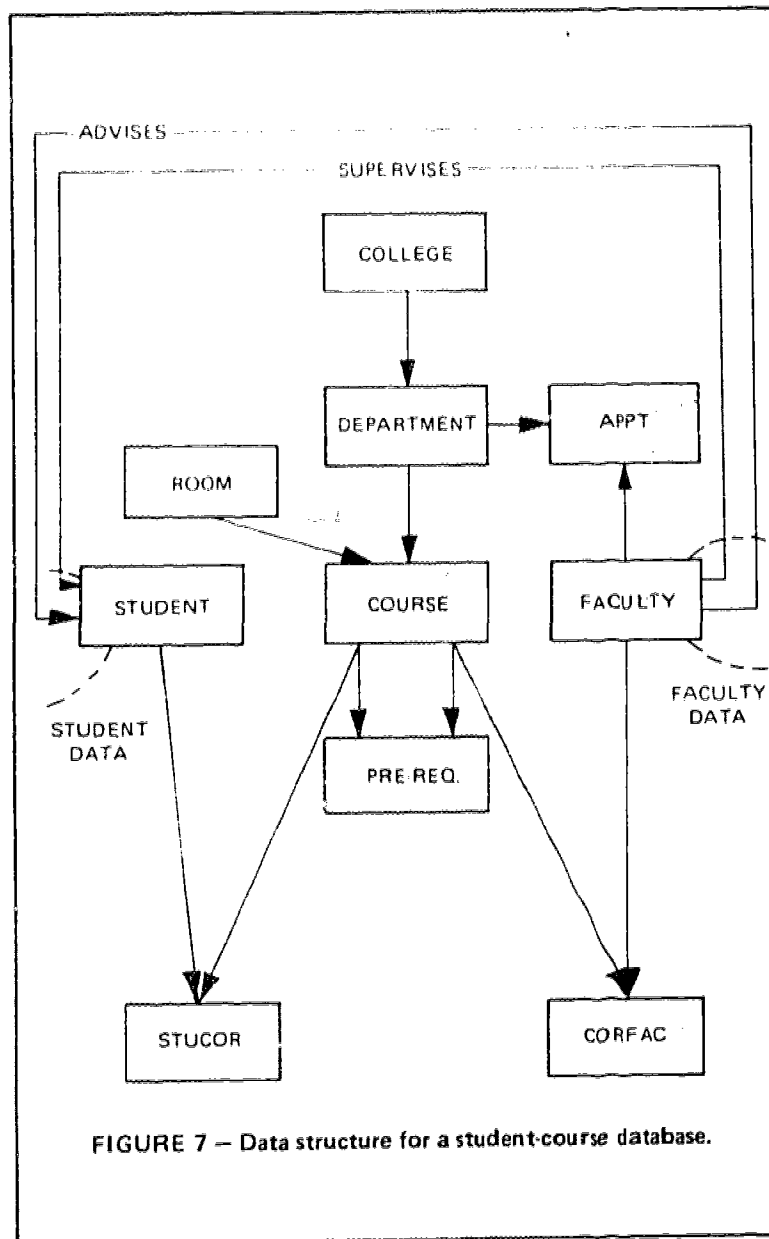 ADVISES
SUPERVISES
COLLEGE
DEPARTMENT
APPT
ROOM
STUDENT
COURSE
FACULTY
STUDENT
DATA
FACULTY
DATA
PRE-REQ.
STUCOR
CORFAC
FIGURE 7 — Data structure for a student-course database.